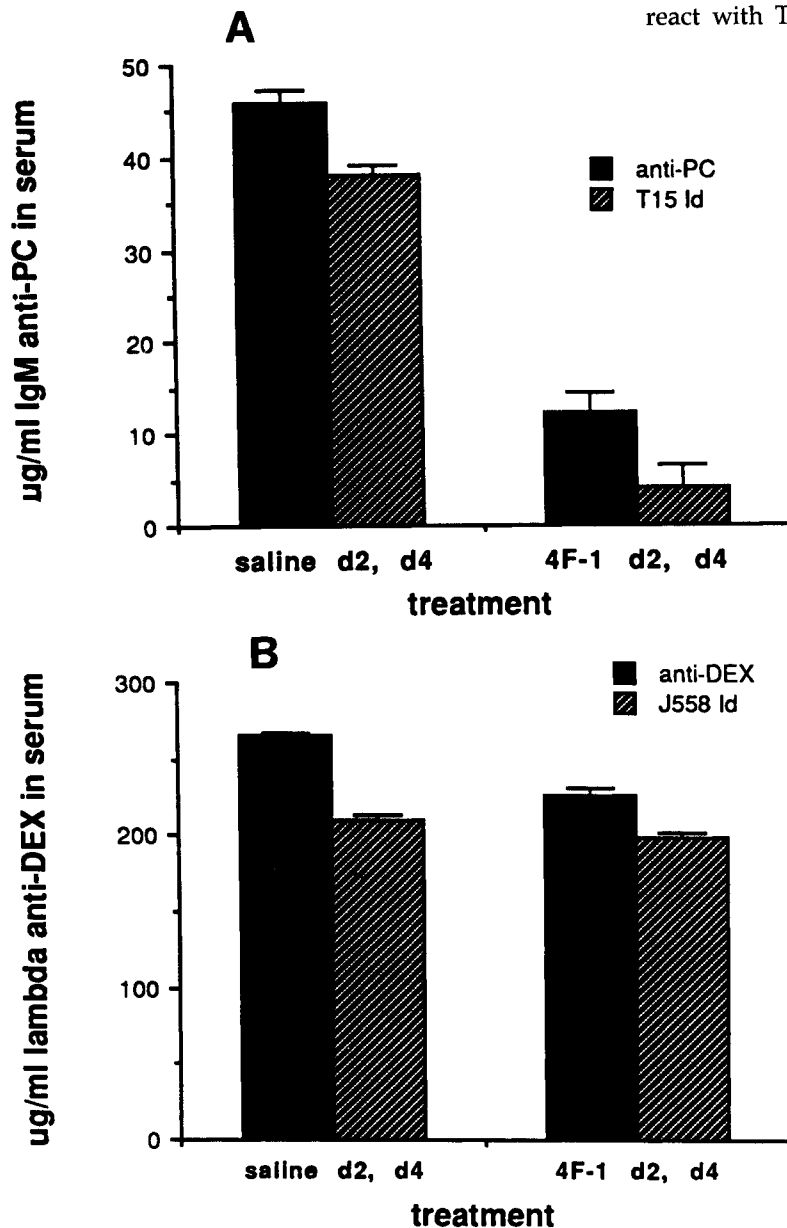 react with T
A
50
40
30
20
10
0
µg/ml IgM anti-PC in serum
anti-PC
T15 Id
saline d2, d4
4F-1 d2, d4
treatment
B
300
200
100
0
ug/ml lambda anti-DEX in serum
anti-DEX
J558 Id
saline d2, d4
4F-1 d2, d4
treatment